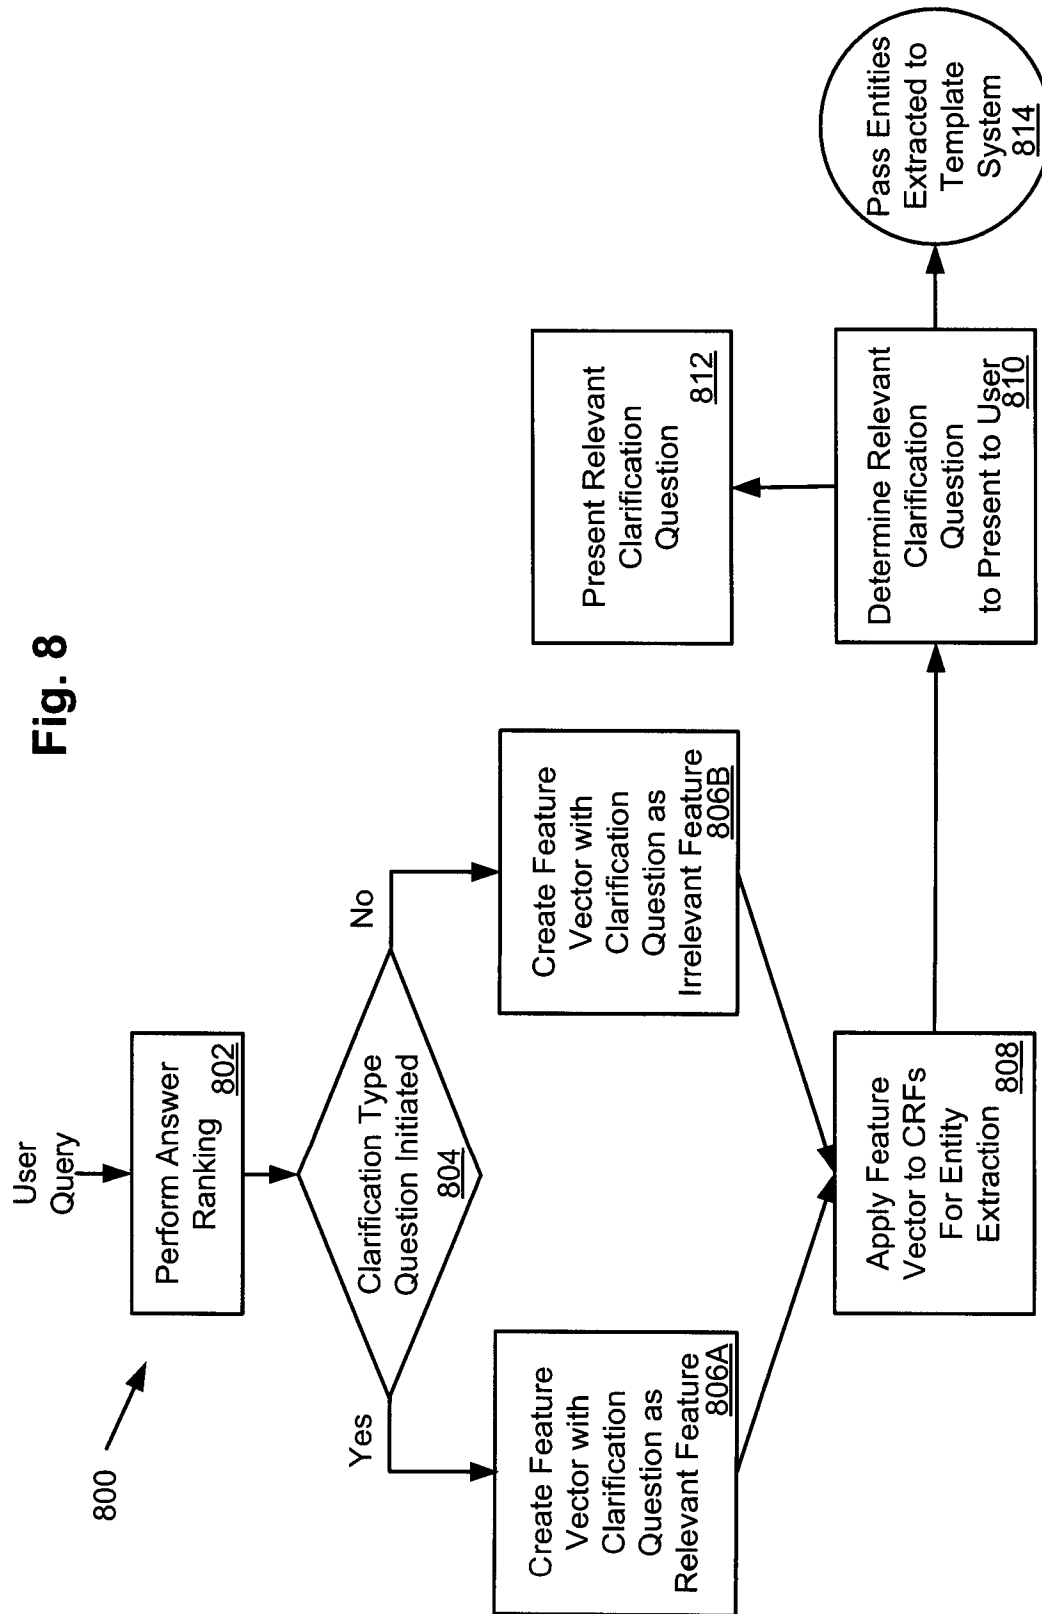 Fig. 8
800
User
Query
Perform Answer
Ranking
802
Clarification Type
Question Initiated
804
Yes
No
Create Feature
Vector with
Clarification
Question as
Relevant Feature
806A
Create Feature
Vector with
Clarification
Question as
Irrelevant Feature
806B
Apply Feature
Vector to CRFs
For Entity
Extraction
808
Determine Relevant
Clarification
Question
to Present to User
810
Present Relevant
Clarification
Question
812
Pass Entities
Extracted to
Template
System
814